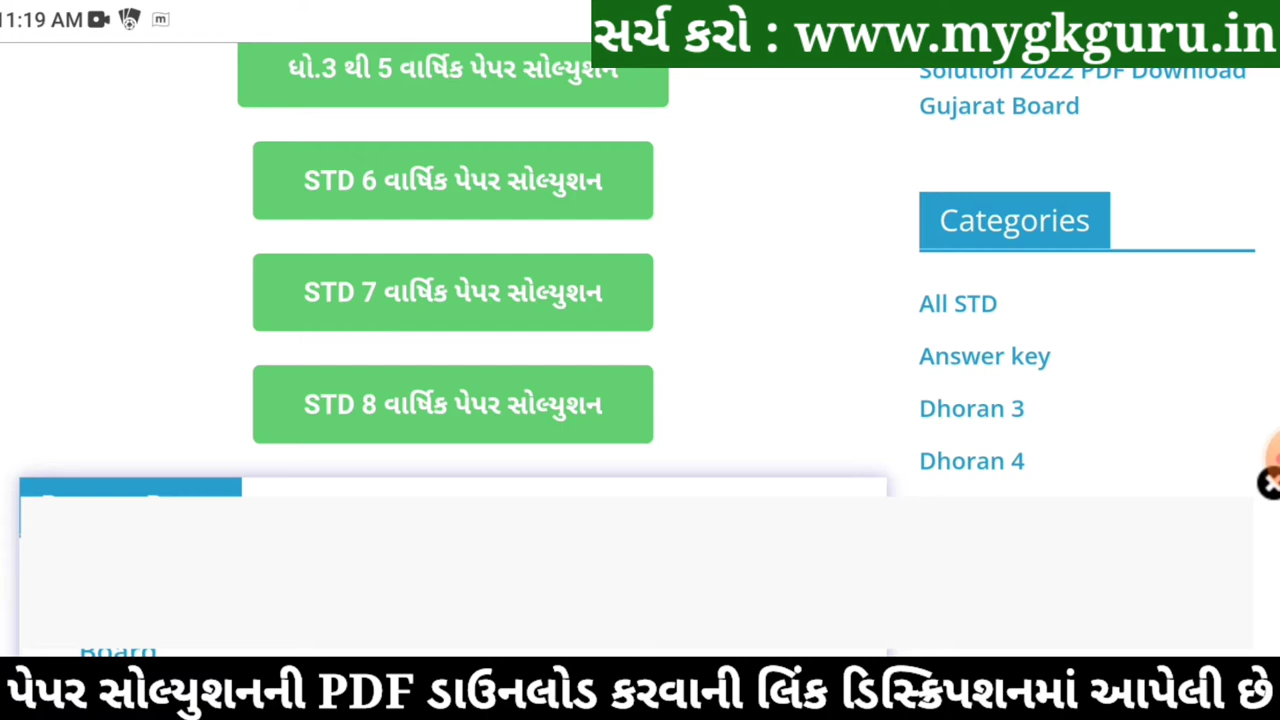 11:19 AM
સર્ચ કરો : www.mygkguru.in
ધો.3 થી 5 વાર્ષિક પેપર સોલ્યુશન
STD 6 વાર્ષિક પેપર સોલ્યુશન
STD 7 વાર્ષિક પેપર સોલ્યુશન
STD 8 વાર્ષિક પેપર સોલ્યુશન
Solution 2022 PDF Download
Gujarat Board
Categories
All STD
Answer key
Dhoran 3
Dhoran 4
Board
પેપર સોલ્યુશનની PDF ડાઉનલોડ કરવાની લિંક ડિસ્ક્રિપશનમાં આપેલી છે